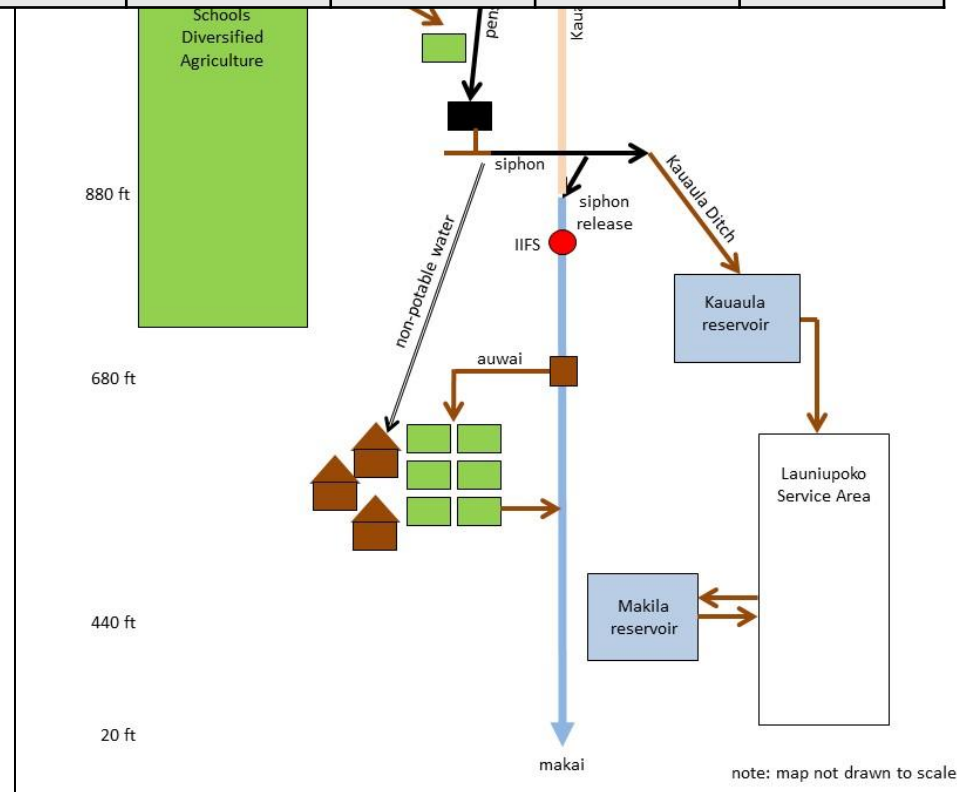 Schools
Diversified
Agriculture
880 ft
siphon
Kauaula Ditch
siphon
release
IIFS
non-potable water
Kauaula
reservoir
680 ft
auwai
Launiupoko
Service Area
Makila
reservoir
440 ft
20 ft
makai
note: map not drawn to scale